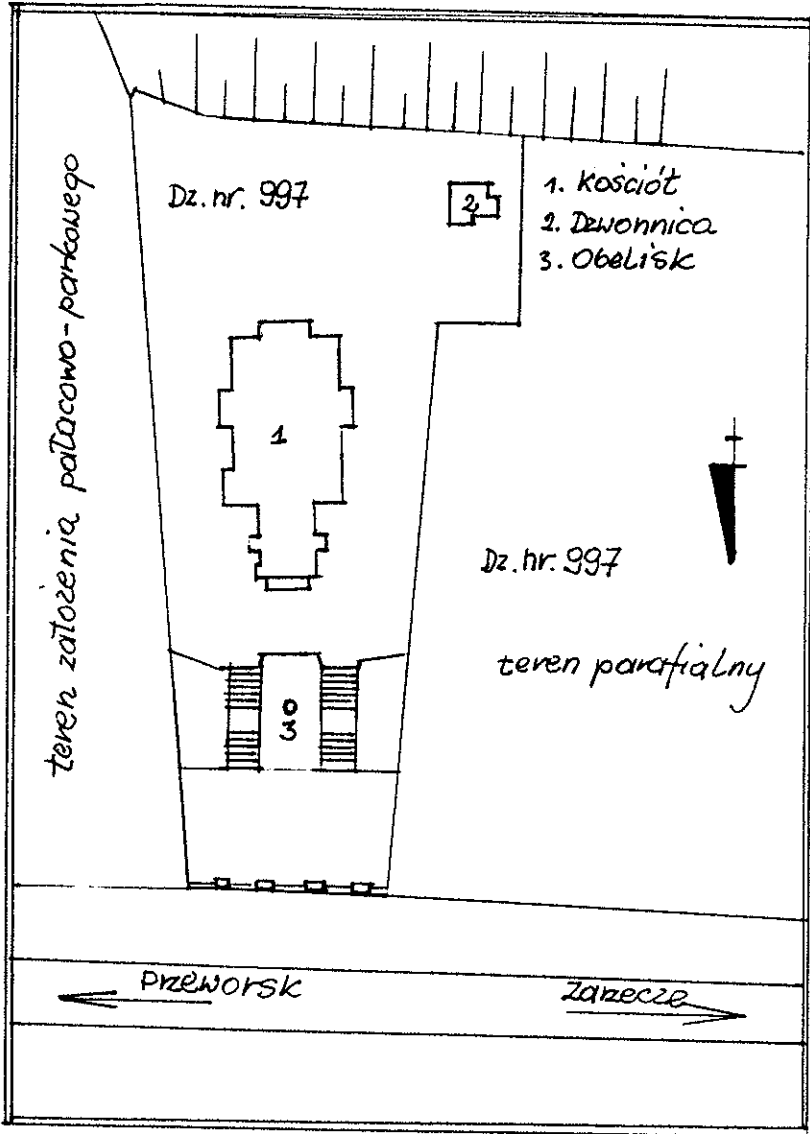 Dz. nr. 997
2
1. Kościół
2. Dzwonnica
3. Obelisk
teren założenia pałacowo-parkowego
1
Dz. nr. 997
teren parafialny
3
Przeworsk
Zarzecze